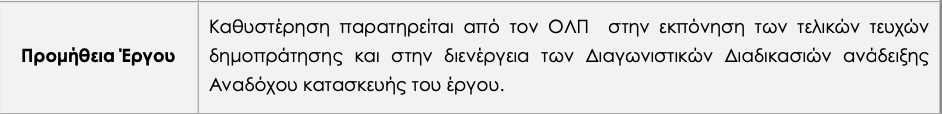 Προμήθεια Έργου
Καθυστέρηση παρατηρείται από τον ΟΛΠ στην εκπόνηση των τελικών τευχών
δημοπράτησης και στην διενέργεια των Διαγωνιστικών Διαδικασιών ανάδειξης
Αναδόχου κατασκευής του έργου.